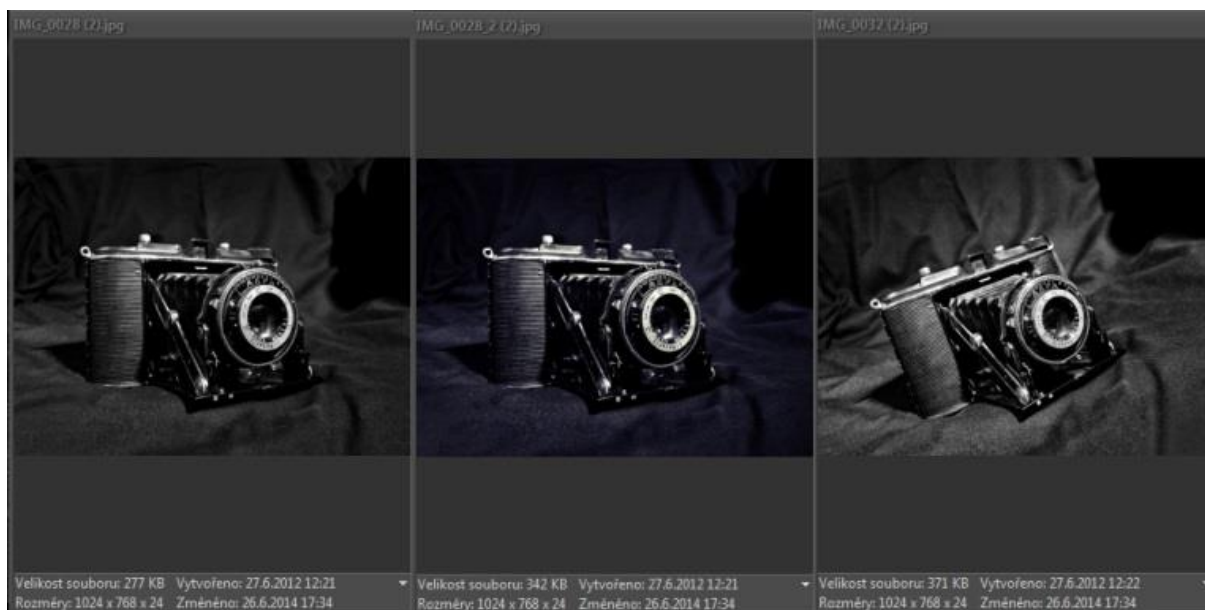 IMG_0028 (2).jpg
IMG_0028_2 (2).jpg
IMG_0032 (2).jpg
Velikost souboru: 277 KB Vytvořeno: 27.6.2012 12:21
Rozměry: 1024 x 768 x 24 Změněno: 26.6.2014 17:34
Velikost souboru: 342 KB Vytvořeno: 27.6.2012 12:21
Rozměry: 1024 x 768 x 24 Změněno: 26.6.2014 17:34
Velikost souboru: 371 KB Vytvořeno: 27.6.2012 12:22
Rozměry: 1024 x 768 x 24 Změněno: 26.6.2014 17:34